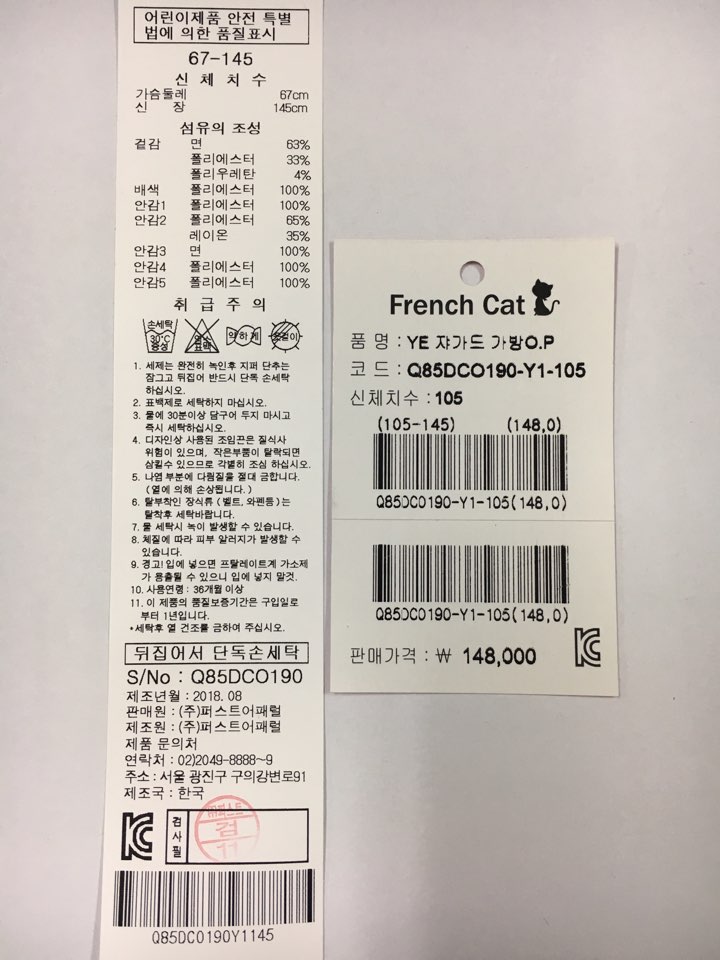 어린이제품 안전 특별
법에 의한 품질표시
67-145
신 체 치 수
가슴둘레 67cm
신 장 145cm
섬유의 조성
겉감 면 63%
폴리에스터 33%
폴리우레탄 4%
배색 폴리에스터 100%
안감1 폴리에스터 100%
안감2 폴리에스터 65%
레이온 35%
안감3 면 100%
안감4 폴리에스터 100%
안감5 폴리에스터 100%
취 급 주 의
손세탁
30°C
중성
염소
표백
약하게
옷걸이
1. 세제는 완전히 녹인후 지퍼 단추는
잠그고 뒤집어 반드시 단독 손세탁
하십시오.
2. 표백제로 세탁하지 마십시오.
3. 물에 30분이상 담구어 두지 마시고
즉시 세탁하십시오.
4. 디자인상 사용된 조임끈은 질식사
위험이 있으며, 작은부품이 탈락되면
삼킬수 있으므로 각별히 조심 하십시오.
5. 나염 부분에 다림질을 절대 금합니다.
(열에 의해 손상됩니다.)
6. 탈부착인 장식류(벨트,와펜등)는
탈착후 세탁바랍니다.
7. 물 세탁시 녹이 발생할 수 있습니다.
8. 체질에 따라 피부 알러지가 발생할 수
있습니다.
9. 경고!입에 넣으면 프탈레이트계 가소제
가 용출될 수 있으니 입에 넣지 말것.
10. 사용연령 : 36개월 이상
11. 이 제품의 품질보증기간은 구입일로
부터 1년입니다.
*세탁후 열 건조를 금하여 주십시오.
뒤집어서 단독손세탁
S/No : Q85DCO190
제조년월 : 2018. 08
판매원 : (주)퍼스트어패럴
제조원 : (주)퍼스트어패럴
제품 문의처
연락처 : 02)2049-8888~9
주소 : 서울 광진구 구의강변로91
제조국 : 한국
KC
검사필
검
11
Q85DC0190Y1145
French Cat
품 명 : YE 쟈가드 가방O.P
코 드 : Q85DCO190-Y1-105
신체치수 : 105
(105-145) (148,0)
Q85DC0190-Y1-105(148,0)
Q85DC0190-Y1-105(148,0)
판매가격 : ₩ 148,000
KC